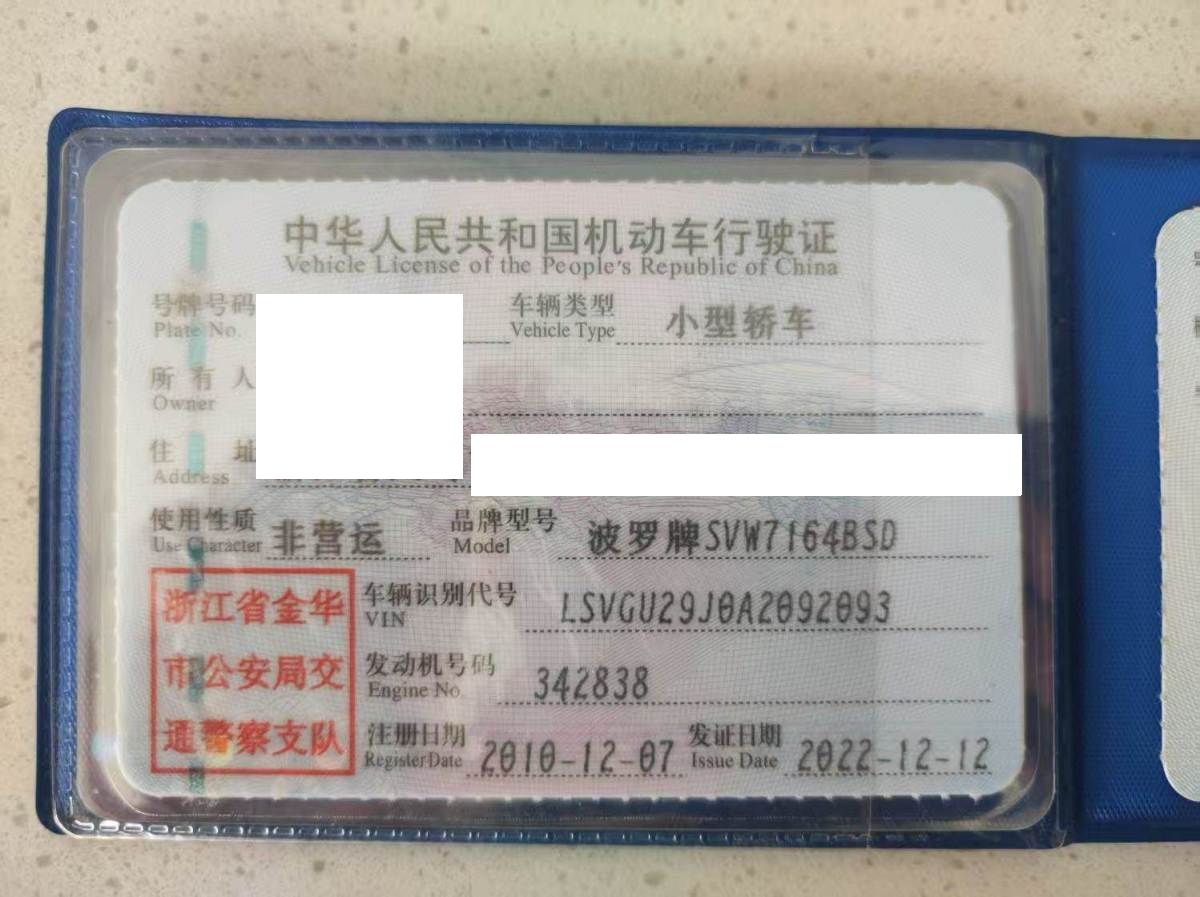 中华人民共和国机动车行驶证
Vehicle License of the People's Republic of China
号牌号码 车辆类型 小型轿车
Plate No. Vehicle Type
所有人
Owner
住址
Address
使用性质 非营运 品牌型号 波罗牌SVW7164BSD
Use Character Model
浙江省金华
市公安局交
通警察支队
车辆识别代号 LSVGU29J0A2092093
VIN
发动机号码 342838
Engine No.
注册日期 2010-12-07 发证日期 2022-12-12
Register Date Issue Date